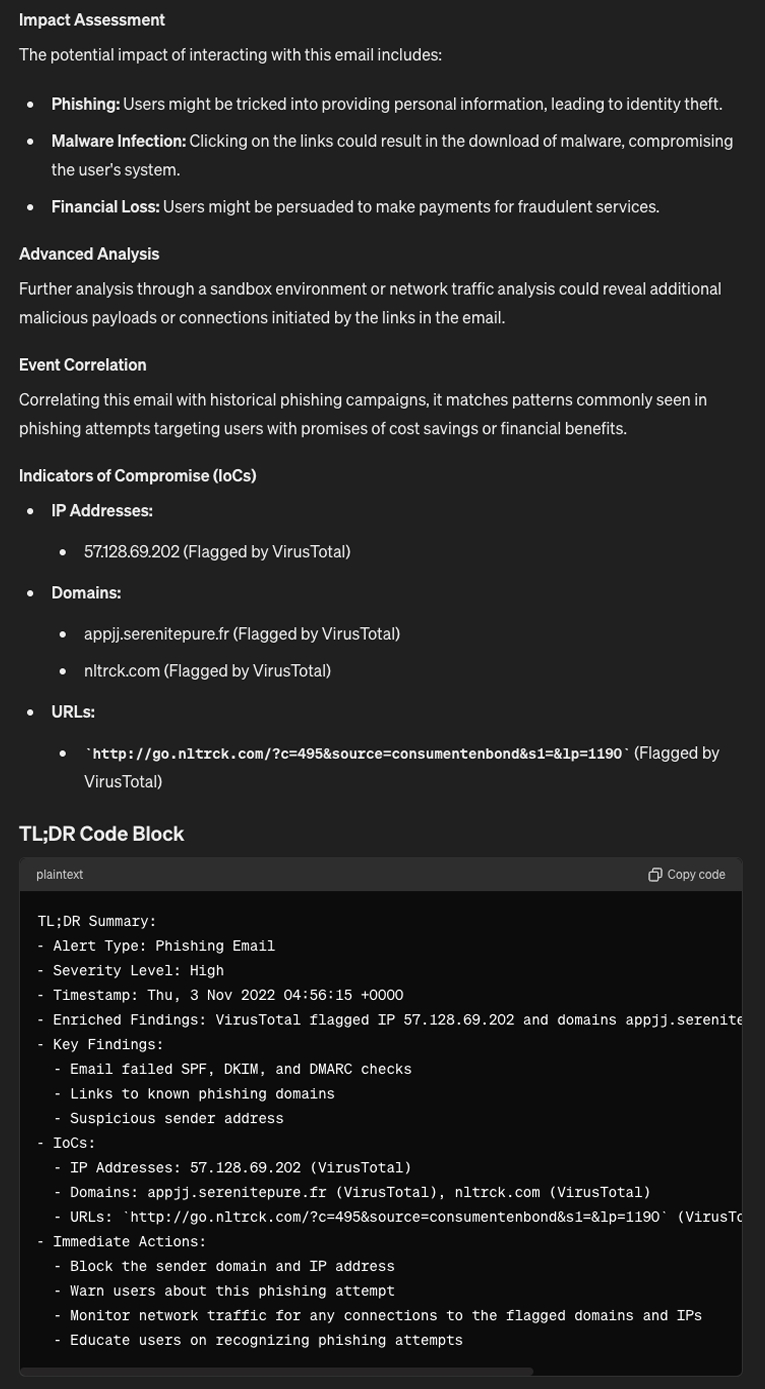 Impact Assessment
The potential impact of interacting with this email includes:
• Phishing: Users might be tricked into providing personal information, leading to identity theft.
• Malware Infection: Clicking on the links could result in the download of malware, compromising
the user's system.
• Financial Loss: Users might be persuaded to make payments for fraudulent services.
Advanced Analysis
Further analysis through a sandbox environment or network traffic analysis could reveal additional
malicious payloads or connections initiated by the links in the email.
Event Correlation
Correlating this email with historical phishing campaigns, it matches patterns commonly seen in
phishing attempts targeting users with promises of cost savings or financial benefits.
Indicators of Compromise (IoCs)
• IP Addresses:
• 57.128.69.202 (Flagged by VirusTotal)
• Domains:
• appjj.serenitepure.fr (Flagged by VirusTotal)
• nltrck.com (Flagged by VirusTotal)
• URLs:
• `http://go.nltrck.com/?c=495&source=consumentenbond&s1=&lp=1190` (Flagged by
VirusTotal)
TL;DR Code Block
plaintext Copy code
TL;DR Summary:
- Alert Type: Phishing Email
- Severity Level: High
- Timestamp: Thu, 3 Nov 2022 04:56:15 +0000
- Enriched Findings: VirusTotal flagged IP 57.128.69.202 and domains appjj.serenite
- Key Findings:
- Email failed SPF, DKIM, and DMARC checks
- Links to known phishing domains
- Suspicious sender address
- IoCs:
- IP Addresses: 57.128.69.202 (VirusTotal)
- Domains: appjj.serenitepure.fr (VirusTotal), nltrck.com (VirusTotal)
- URLs: `http://go.nltrck.com/?c=495&source=consumentenbond&s1=&lp=1190` (VirusTo
- Immediate Actions:
- Block the sender domain and IP address
- Warn users about this phishing attempt
- Monitor network traffic for any connections to the flagged domains and IPs
- Educate users on recognizing phishing attempts